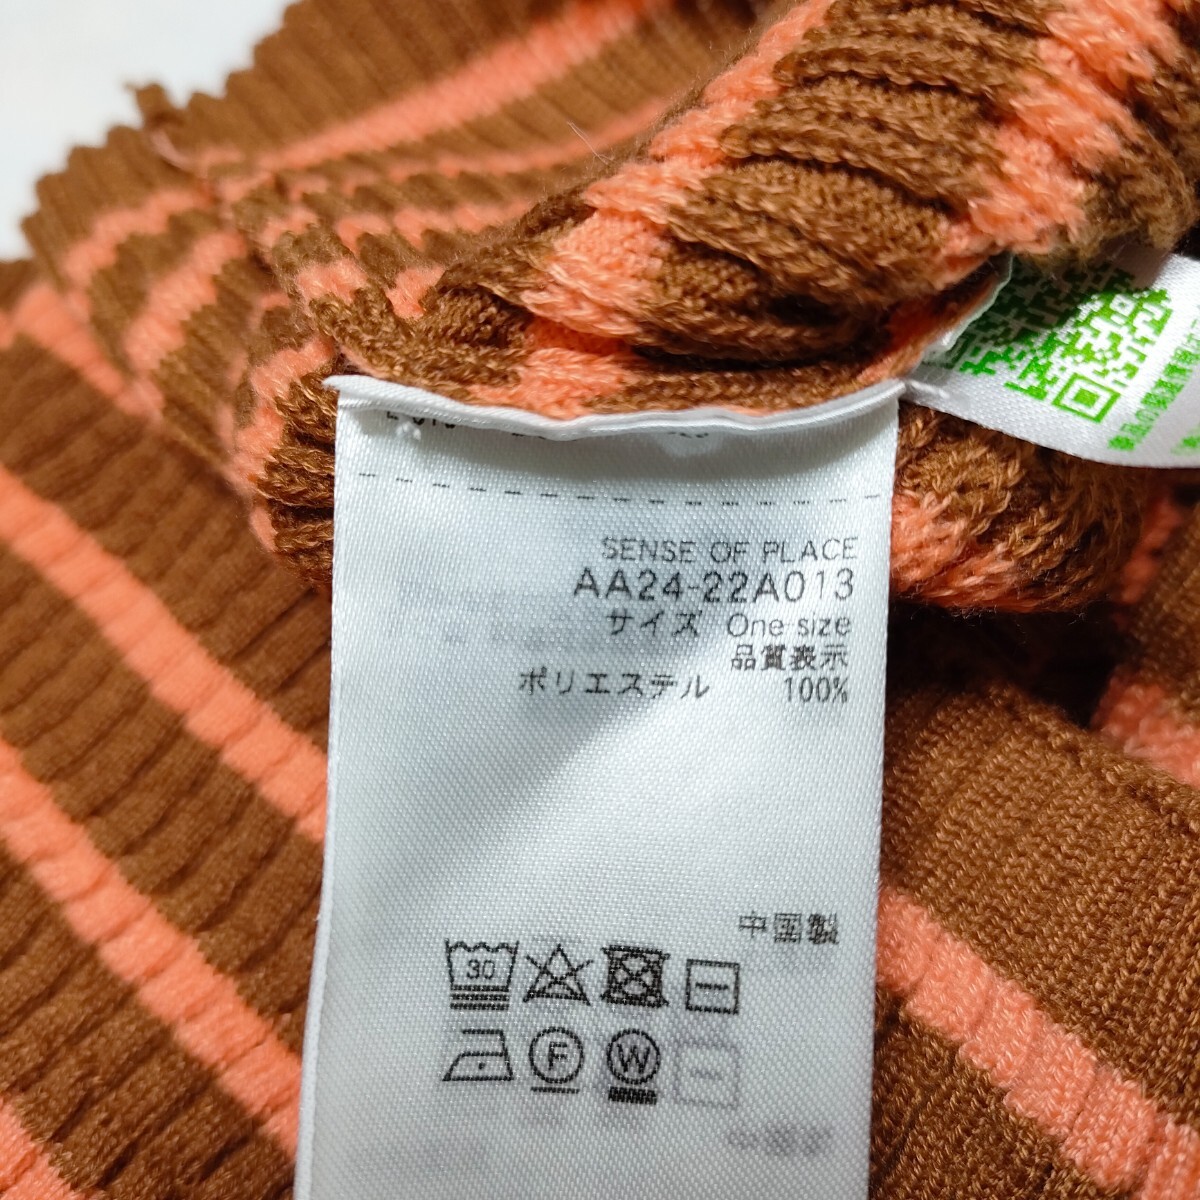 SENSE OF PLACE
AA24-22A013
サイズ One size
品質表示
ポリエステル 100%
中国製
30
F
W